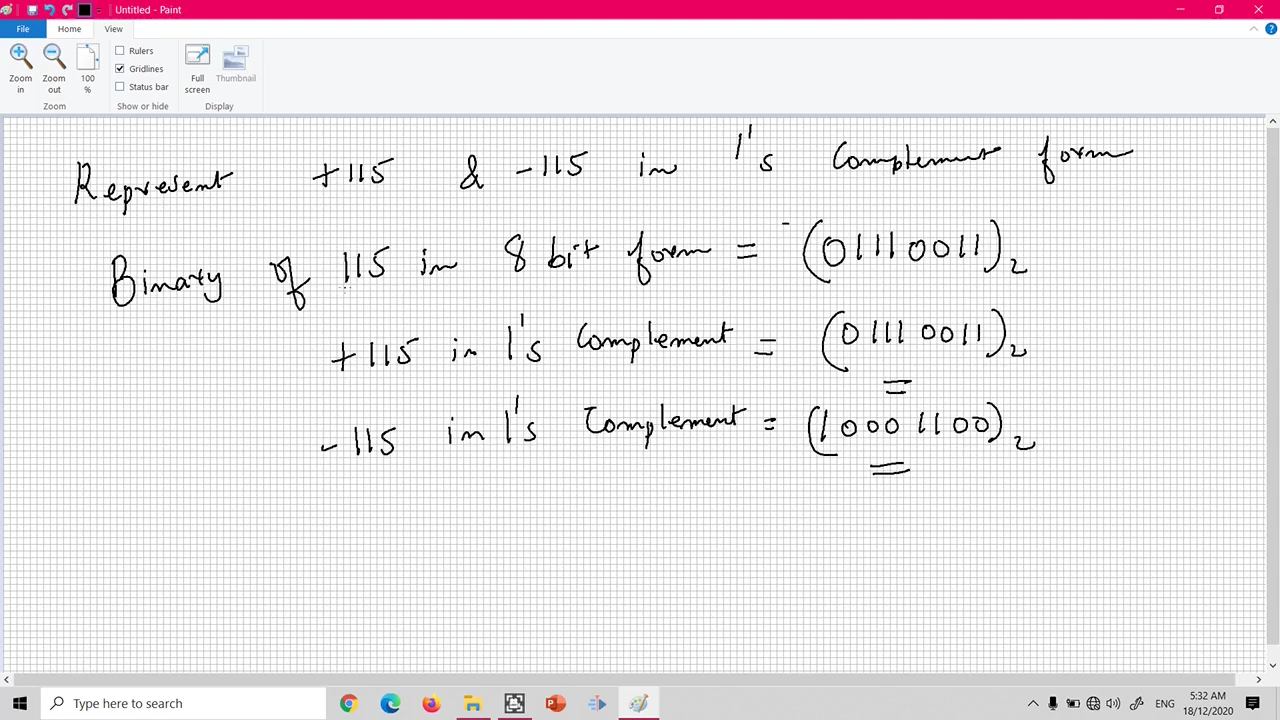 Untitled - Paint
File Home View
Rulers
Gridlines
Status bar
Zoom in
Zoom out
100 %
Full screen
Thumbnail
Zoom
Show or hide
Display
Represent +115 & -115 in 1's Complement form
Binary of 115 in 8 bit form = (01110011)2
+115 in 1's Complement = (01110011)2
-115 in 1's Complement = (10001100)2
Type here to search
ENG
5:32 AM
18/12/2020